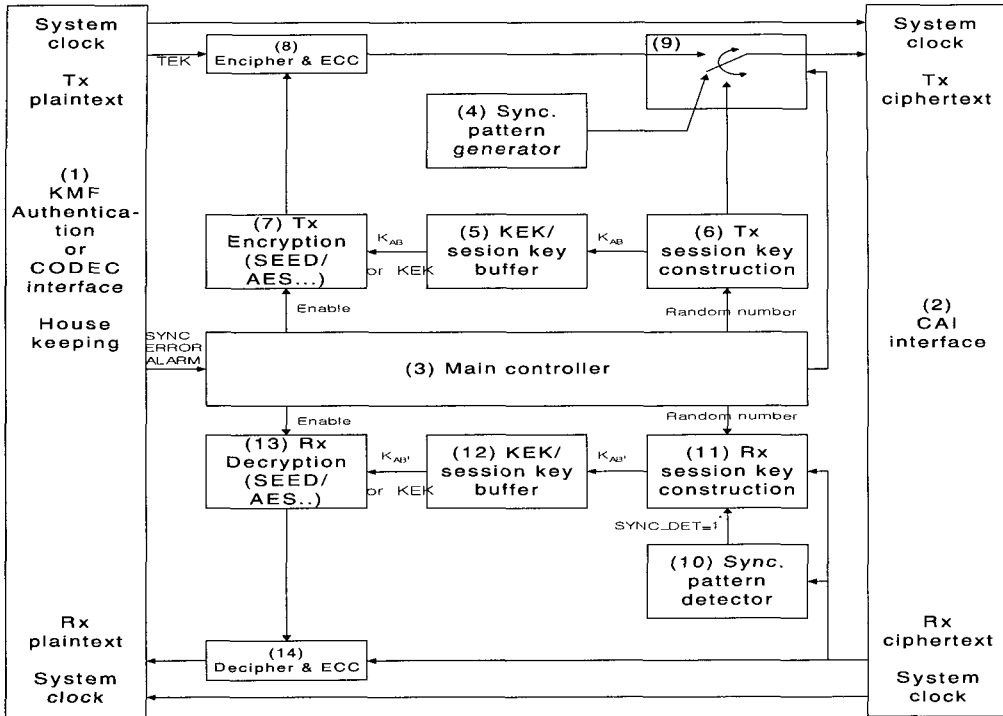 System
clock
Tx
plaintext
(1)
KMF
Authentica-
tion
or
CODEC
interface
House
keeping
Rx
plaintext
System
clock
TEK
(8)
Encipher & ECC
(9)
(4) Sync.
pattern
generator
(7) Tx
Encryption
(SEED/
AES...)
K_AB
or KEK
(5) KEK/
sesion key
buffer
K_AB
(6) Tx
session key
construction
Enable
Random number
SYNC
ERROR
ALARM
(3) Main controller
Enable
Random number
(13) Rx
Decryption
(SEED/
AES..)
K_AB'
or KEK
(12) KEK/
session key
buffer
K_AB'
(11) Rx
session key
construction
SYNC_DET=1
(10) Sync.
pattern
detector
(14)
Decipher & ECC
System
clock
Tx
ciphertext
(2)
CAI
interface
Rx
ciphertext
System
clock